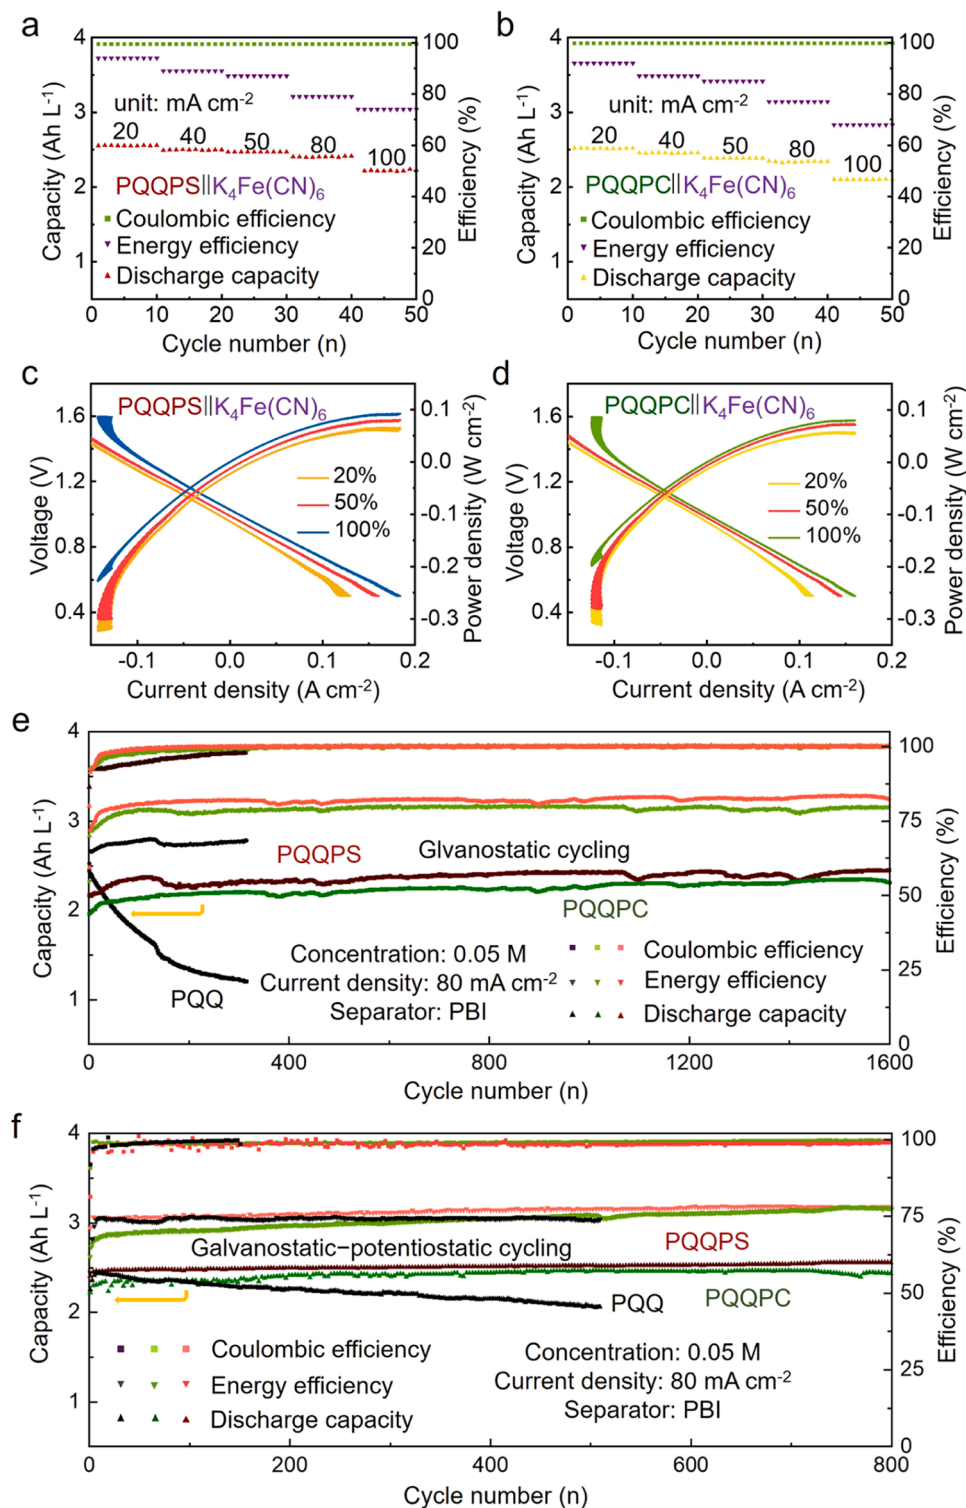 a
4
3
2
1
Capacity (Ah L-1)
100
80
60
40
20
0
Efficiency (%)
unit: mA cm-2
20
40
50
80
100
PQQPS||K4Fe(CN)6
Coulombic efficiency
Energy efficiency
Discharge capacity
0 10 20 30 40 50
Cycle number (n)
b
4
3
2
1
Capacity (Ah L-1)
100
80
60
40
20
0
Efficiency (%)
unit: mA cm-2
20
40
50
80
100
PQQPC||K4Fe(CN)6
Coulombic efficiency
Energy efficiency
Discharge capacity
0 10 20 30 40 50
Cycle number (n)
c
1.6
1.2
0.8
0.4
Voltage (V)
0.1
0.0
-0.1
-0.2
-0.3
Power density (W cm-2)
PQQPS||K4Fe(CN)6
20%
50%
100%
-0.1 0.0 0.1 0.2
Current density (A cm-2)
d
1.6
1.2
0.8
0.4
Voltage (V)
0.1
0.0
-0.1
-0.2
-0.3
Power density (W cm-2)
PQQPC||K4Fe(CN)6
20%
50%
100%
-0.1 0.0 0.1 0.2
Current density (A cm-2)
e
4
3
2
1
Capacity (Ah L-1)
100
75
50
25
0
Efficiency (%)
PQQPS
Glvanostatic cycling
PQQPC
PQQ
Concentration: 0.05 M
Current density: 80 mA cm-2
Separator: PBI
Coulombic efficiency
Energy efficiency
Discharge capacity
0 400 800 1200 1600
Cycle number (n)
f
4
3
2
1
Capacity (Ah L-1)
100
75
50
25
0
Efficiency (%)
Galvanostatic−potentiostatic cycling
PQQPS
PQQ
PQQPC
Coulombic efficiency
Energy efficiency
Discharge capacity
Concentration: 0.05 M
Current density: 80 mA cm-2
Separator: PBI
0 200 400 600 800
Cycle number (n)